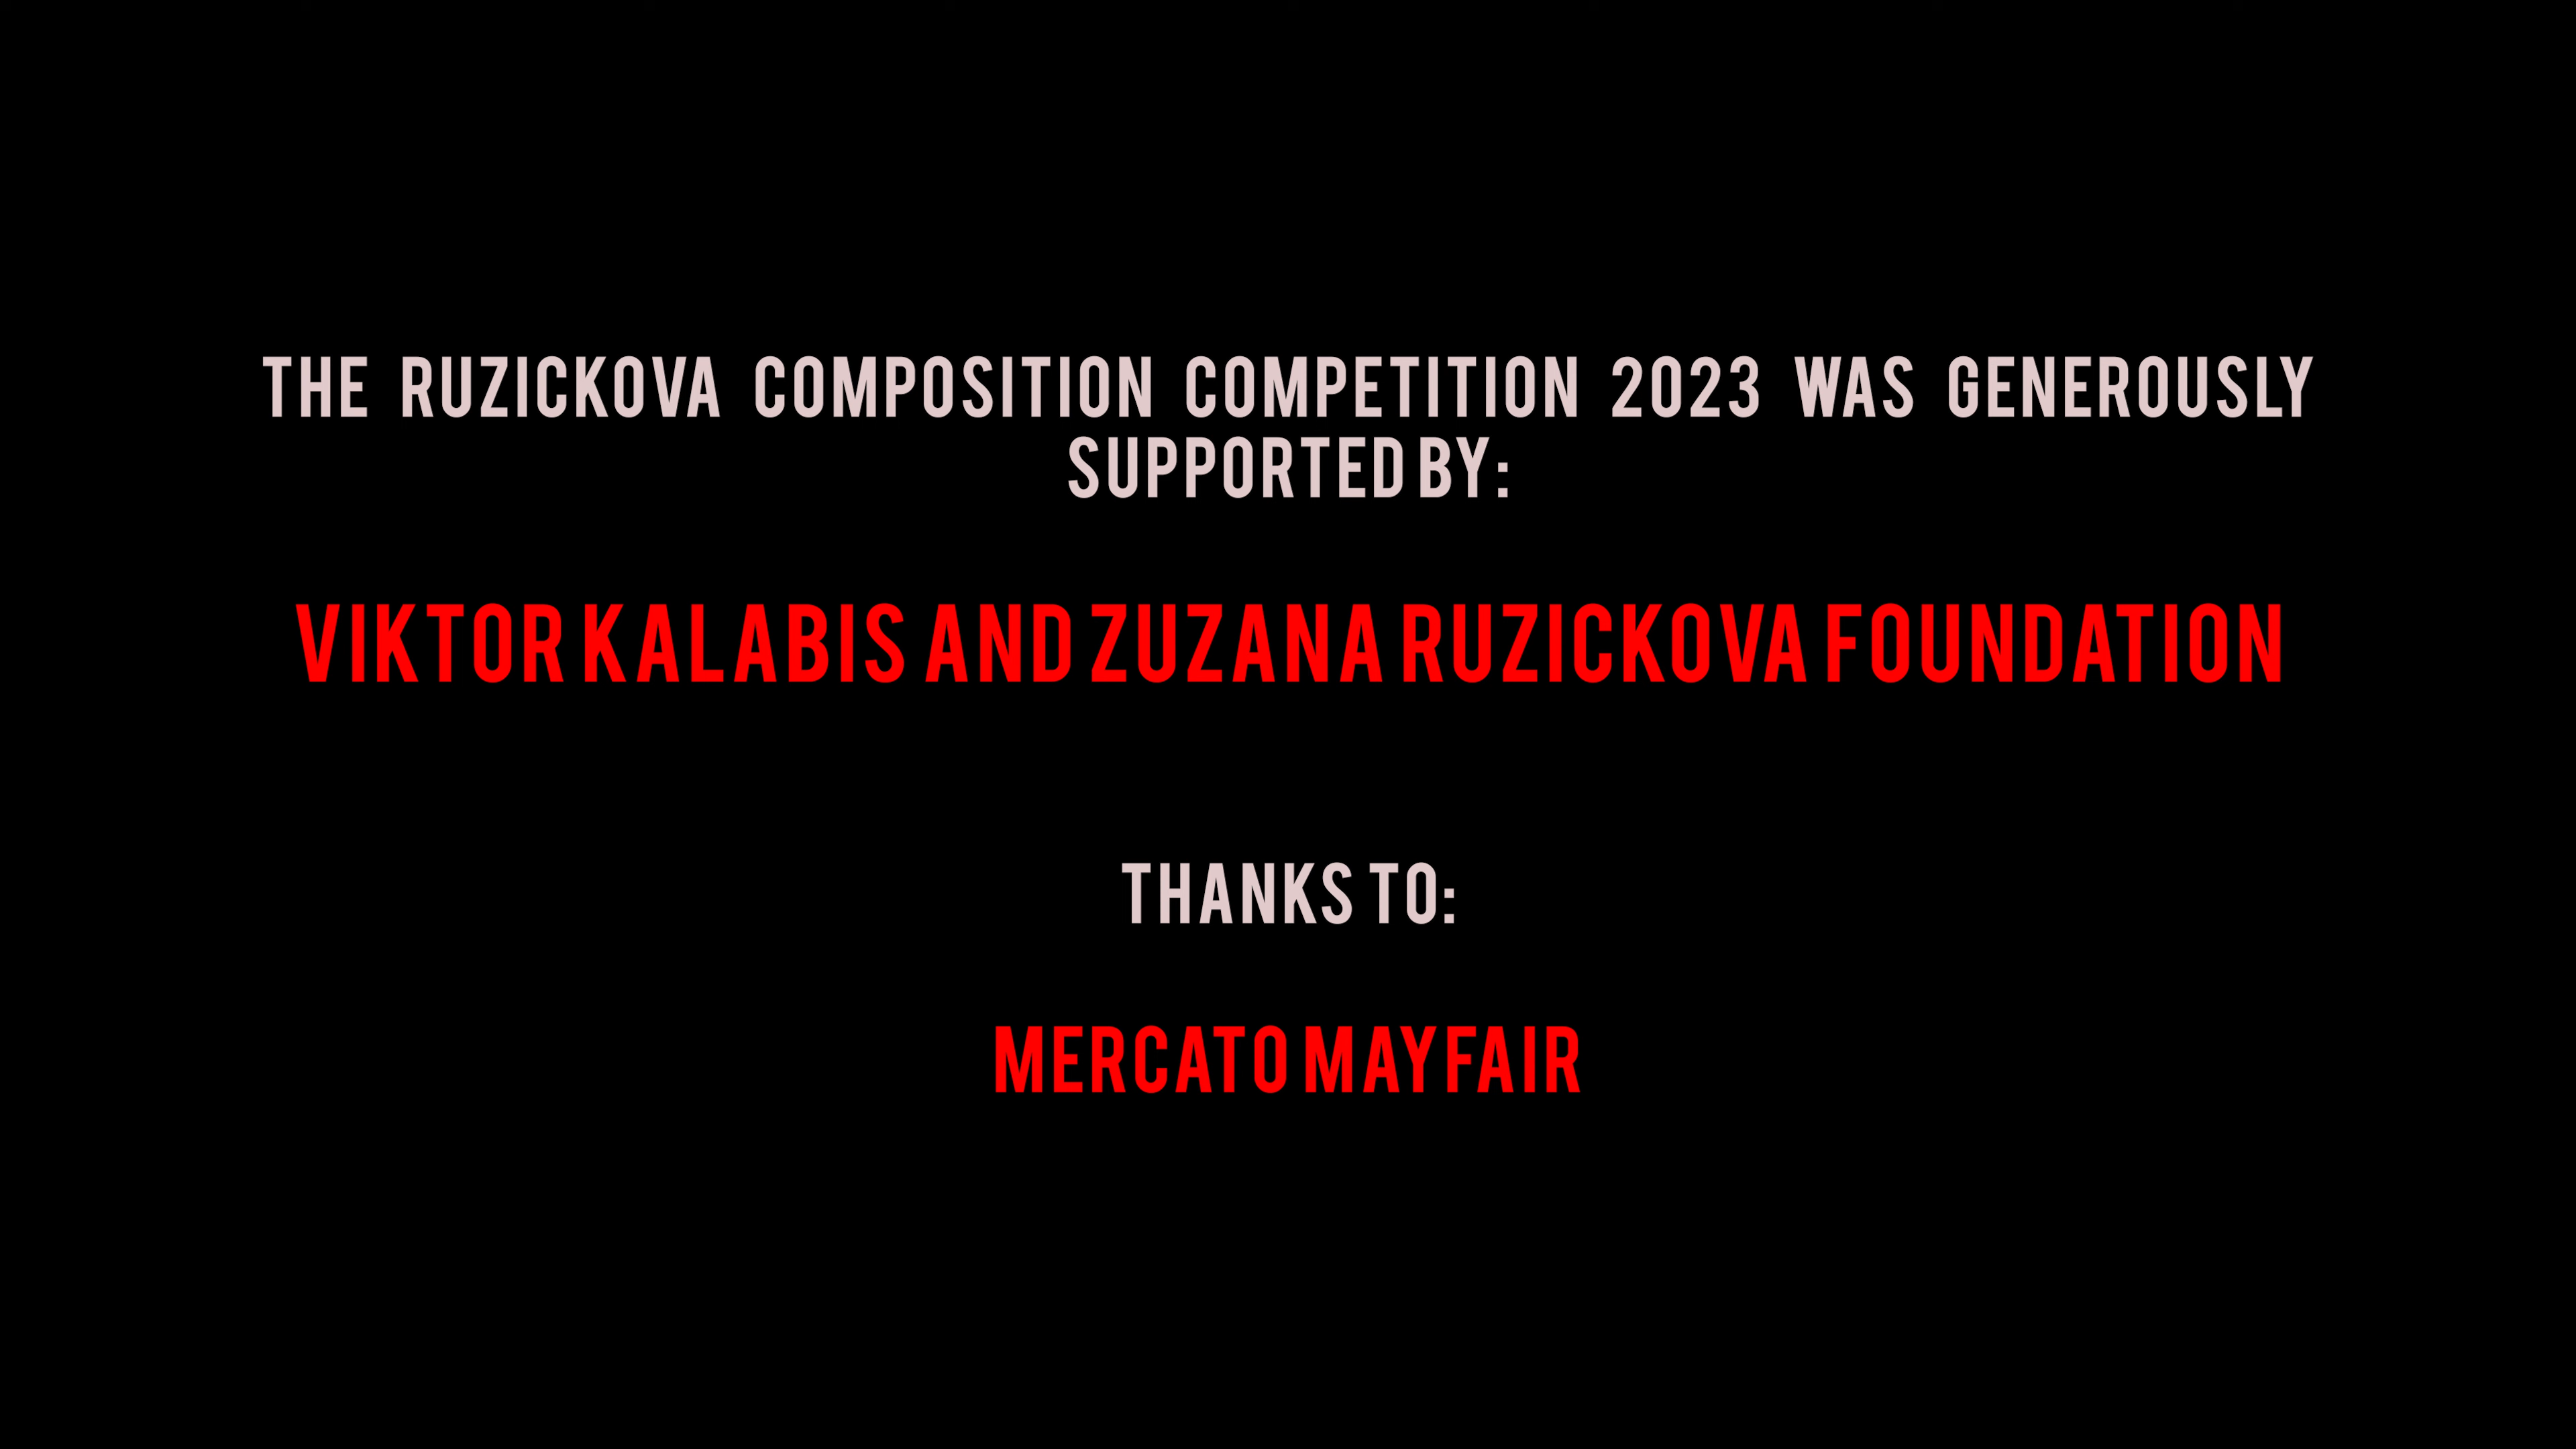 THE RUZICKOVA COMPOSITION COMPETITION 2023 WAS GENEROUSLY
SUPPORTED BY:
VIKTOR KALABIS AND ZUZANA RUZICKOVA FOUNDATION
THANKS TO:
MERCATO MAYFAIR